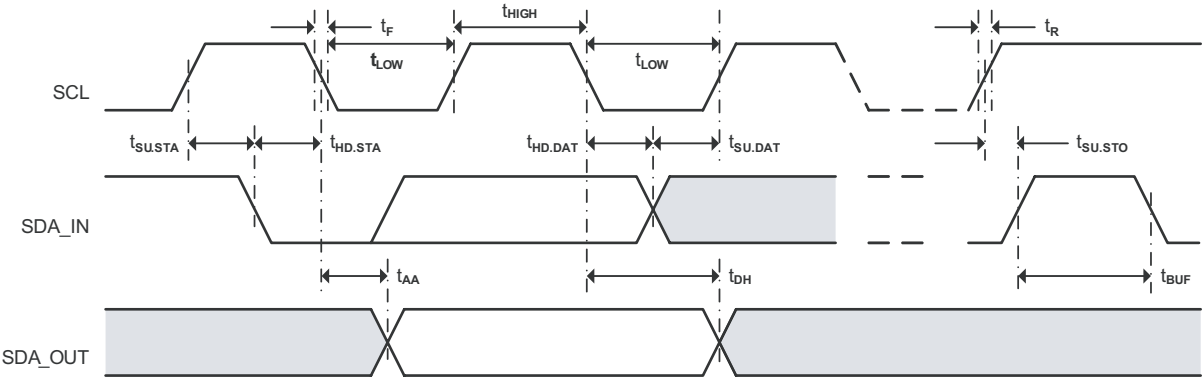 tHIGH
tF
tR
tLOW
tLOW
SCL
tSU.STA
tHD.STA
tHD.DAT
tSU.DAT
tSU.STO
SDA_IN
tAA
tDH
tBUF
SDA_OUT